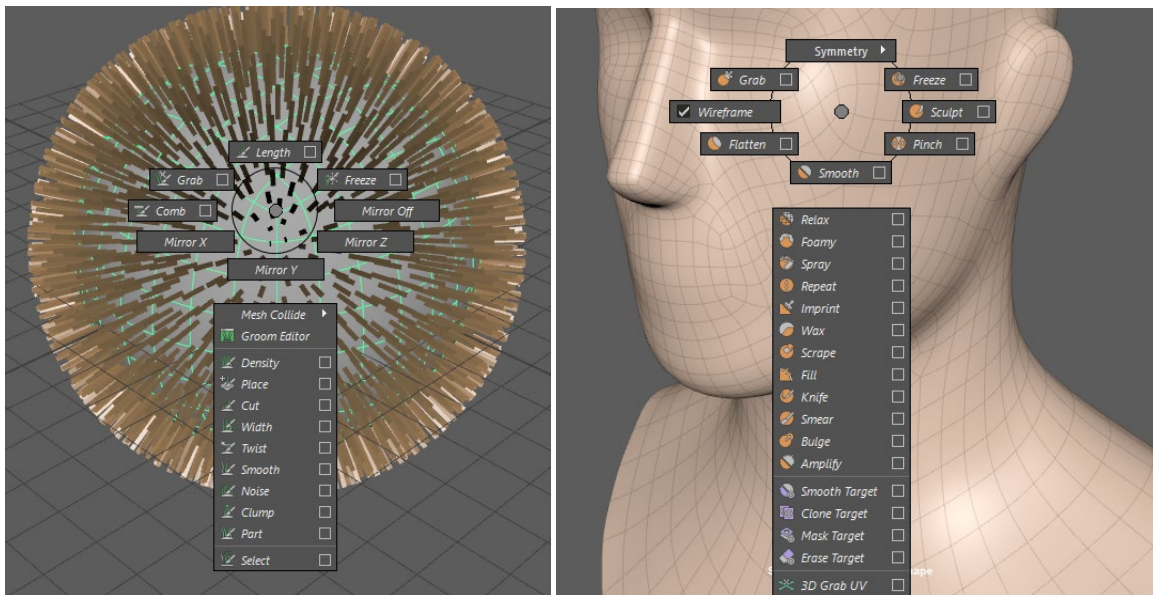 Length
Grab
Freeze
Comb
Mirror Off
Mirror X
Mirror Z
Mirror Y
Mesh Collide
Groom Editor
Density
Place
Cut
Width
Twist
Smooth
Noise
Clump
Part
Select
Symmetry
Grab
Freeze
Wireframe
Sculpt
Flatten
Pinch
Smooth
Relax
Foamy
Spray
Repeat
Imprint
Wax
Scrape
Fill
Knife
Smear
Bulge
Amplify
Smooth Target
Clone Target
Mask Target
Erase Target
3D Grab UV